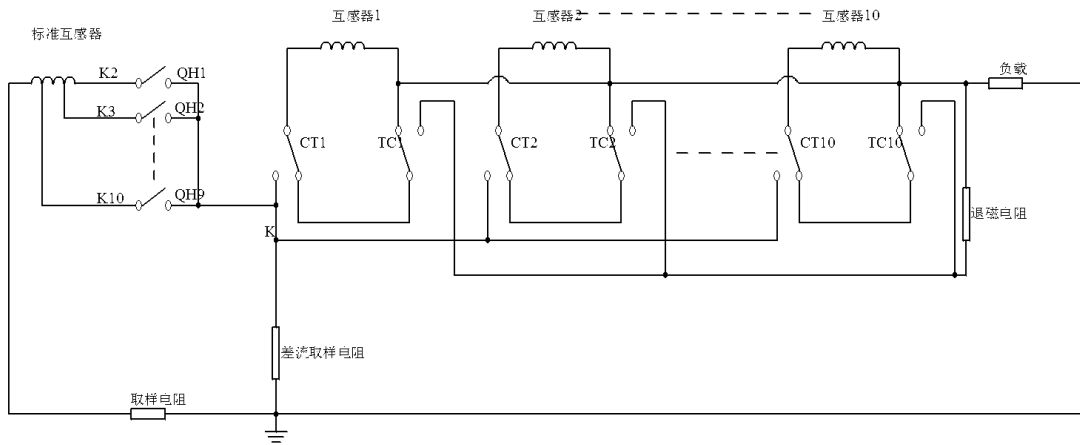 标准互感器
互感器1
互感器2
互感器10
K2
QH1
K3
QH2
K10
QH9
CT1
TC1
CT2
TC2
CT10
TC10
负载
退磁电阻
K
差流取样电阻
取样电阻